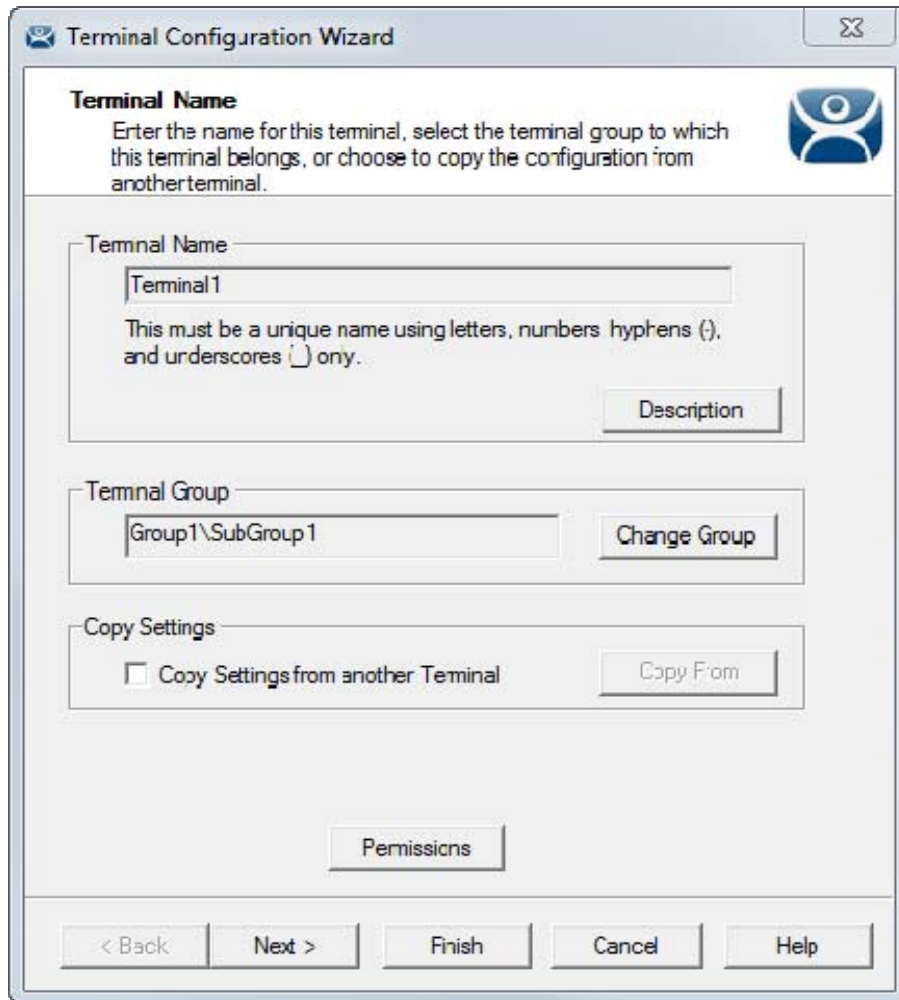 Terminal Configuration Wizard
Terminal Name
Enter the name for this terminal, select the terminal group to which
this terminal belongs, or choose to copy the configuration from
another terminal.
Terminal Name
Terminal1
This must be a unique name using letters, numbers hyphens (-),
and underscores (_) only.
Description
Terminal Group
Group1\SubGroup1
Change Group
Copy Settings
Copy Settings from another Terminal
Copy From
Permissions
< Back
Next >
Finish
Cancel
Help